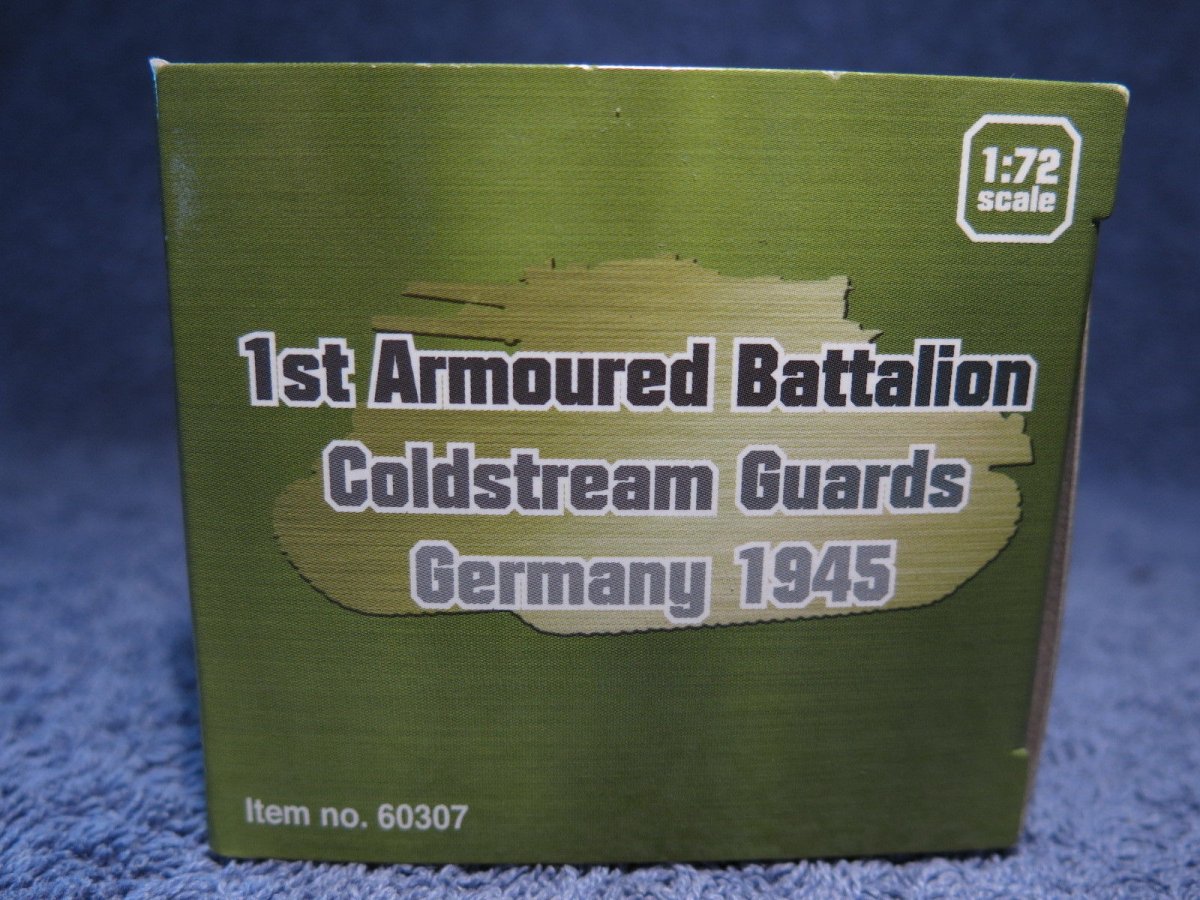 1:72
scale
1st Armoured Battalion
Coldstream Guards
Germany 1945
Item no. 60307